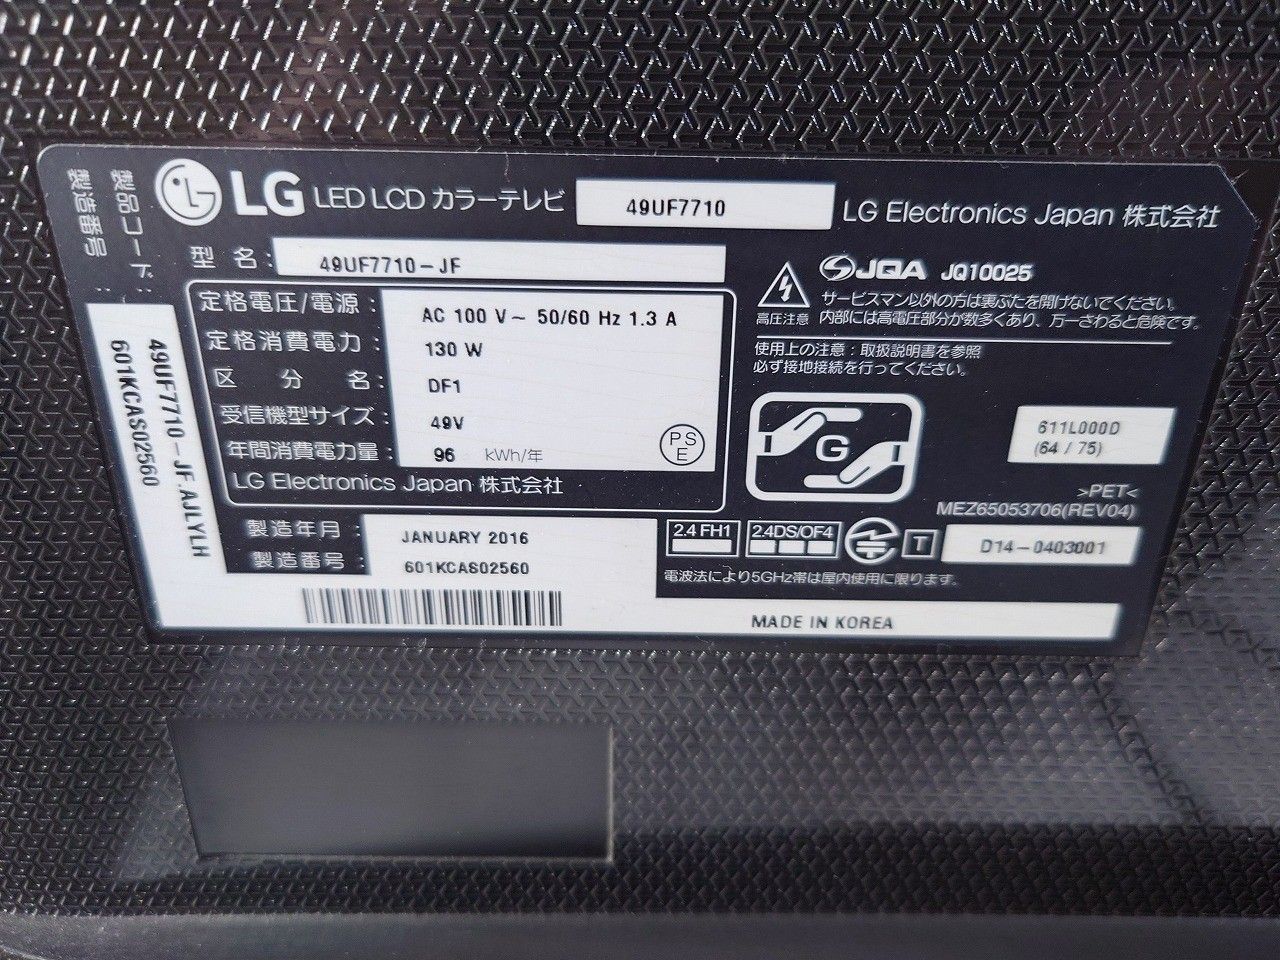 LG LED LCD カラーテレビ 49UF7710 LG Electronics Japan 株式会社
型 名 : 49UF7710-JF
定格電圧/電源 : AC 100 V~ 50/60 Hz 1.3 A
定格消費電力 : 130 W
区 分 名 : DF1
受信機型サイズ : 49V
年間消費電力量 : 96 kWh/年
PS
E
LG Electronics Japan 株式会社
製造年月 : JANUARY 2016
製造番号 : 601KCAS02560
製品コード : 49UF7710-JF.AJLYLH
製造番号 : 601KCAS02560
高圧注意
JQA JQ10025
サービスマン以外の方は裏ぶたを開けないでください。
内部には高電圧部分が数多くあり、万一さわると危険です。
使用上の注意 : 取扱説明書を参照
必ず接地接続を行ってください。
G
611L000D
(64 / 75)
>PET<
MEZ65053706(REV04)
2.4 FH1 2.4DS/OF4 T D14-0403001
電波法により5GHz帯は屋内使用に限ります。
MADE IN KOREA